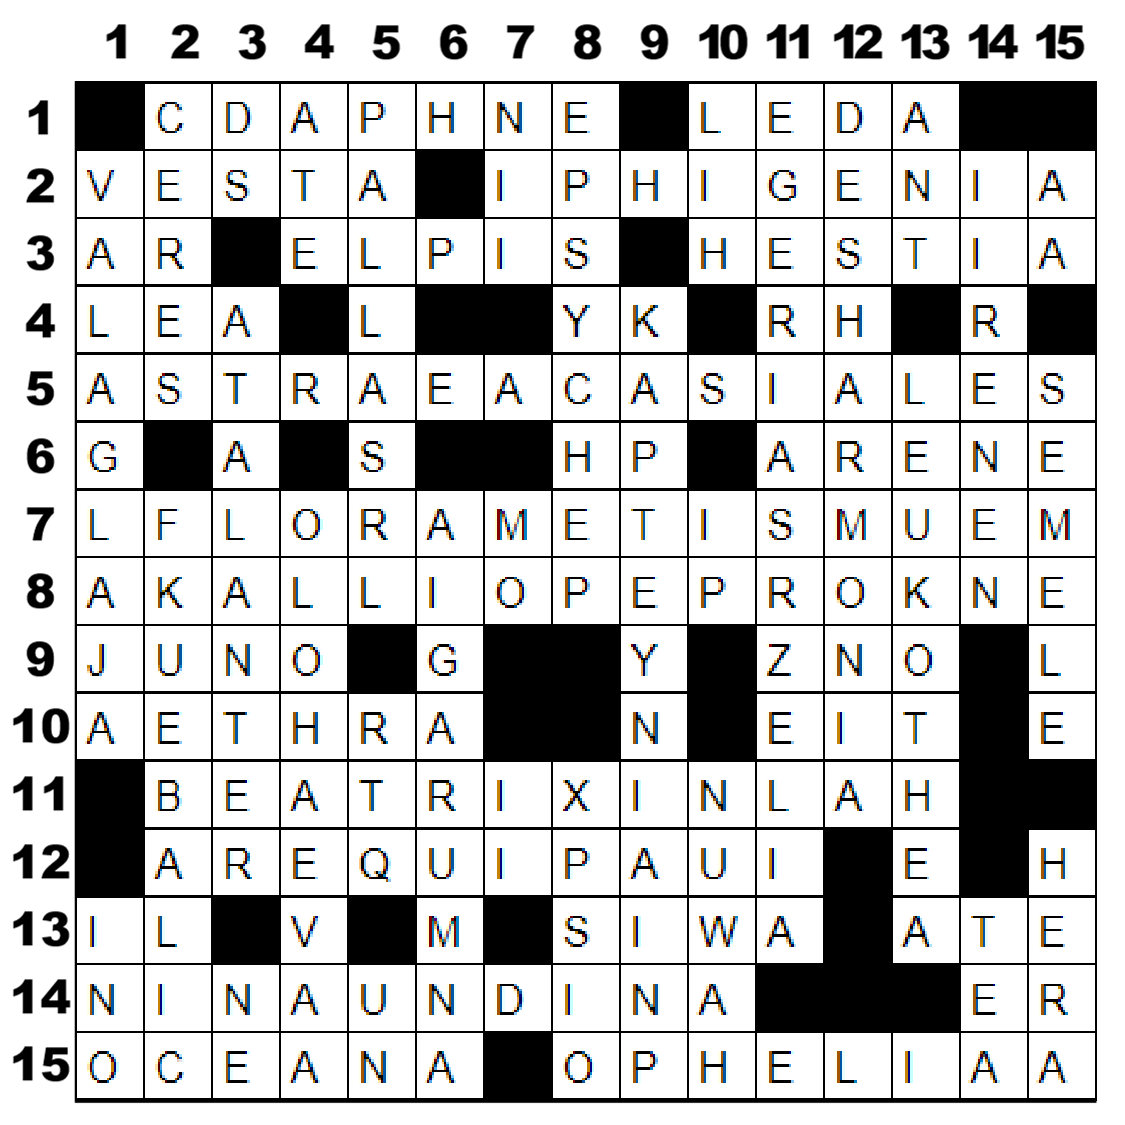 1 2 3 4 5 6 7 8 9 10 11 12 13 14 15
1 C D A P H N E L E D A
2 V E S T A I P H I G E N I A
3 A R E L P I S H E S T I A
4 L E A L Y K R H R
5 A S T R A E A C A S I A L E S
6 G A S H P A R E N E
7 L F L O R A M E T I S M U E M
8 A K A L L I O P E P R O K N E
9 J U N O G Y Z N O L
10 A E T H R A N E I T E
11 B E A T R I X I N L A H
12 A R E Q U I P A U I E H
13 I L V M S I W A A T E
14 N I N A U N D I N A E R
15 O C E A N A O P H E L I A A